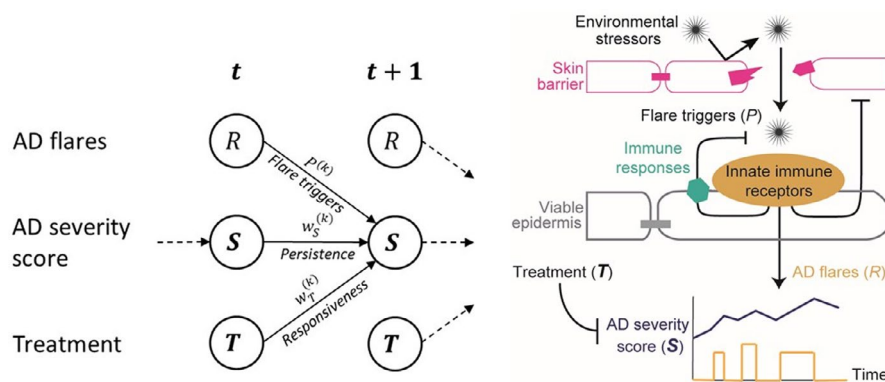 t
t + 1
AD flares
R
R
P(k)
Flare triggers
AD severity
score
S
w_S^(k)
Persistence
S
w_T^(k)
Responsiveness
Treatment
T
T
Environmental
stressors
Skin
barrier
Flare triggers (P)
Immune
responses
Innate immune
receptors
Viable
epidermis
Treatment (T)
AD flares (R)
AD severity
score (S)
Time